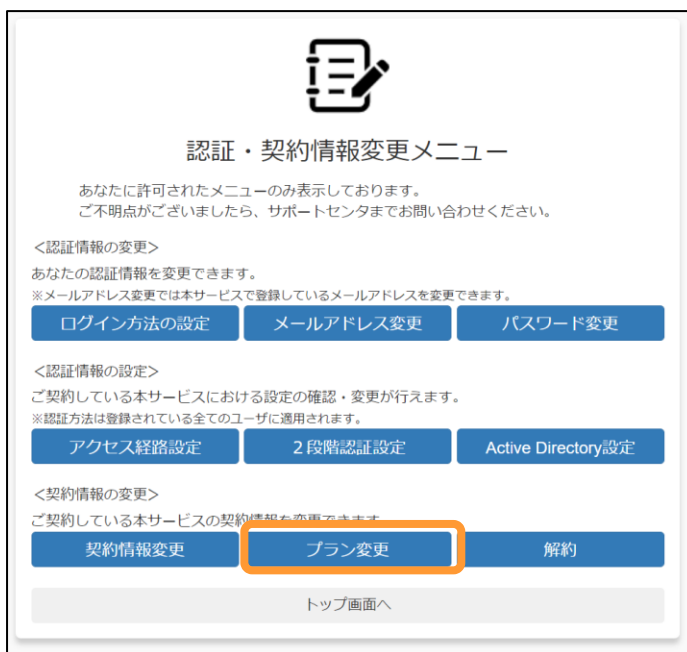 認証・契約情報変更メニュー
あなたに許可されたメニューのみ表示しております。
ご不明点がございましたら、サポートセンタまでお問い合わせください。
<認証情報の変更>
あなたの認証情報を変更できます。
※メールアドレス変更では本サービスで登録しているメールアドレスを変更できます。
ログイン方法の設定 メールアドレス変更 パスワード変更
<認証情報の設定>
ご契約している本サービスにおける設定の確認・変更が行えます。
※認証方法は登録されている全てのユーザに適用されます。
アクセス経路設定 2段階認証設定 Active Directory設定
<契約情報の変更>
ご契約している本サービスの契約情報を変更できます
契約情報変更 プラン変更 解約
トップ画面へ